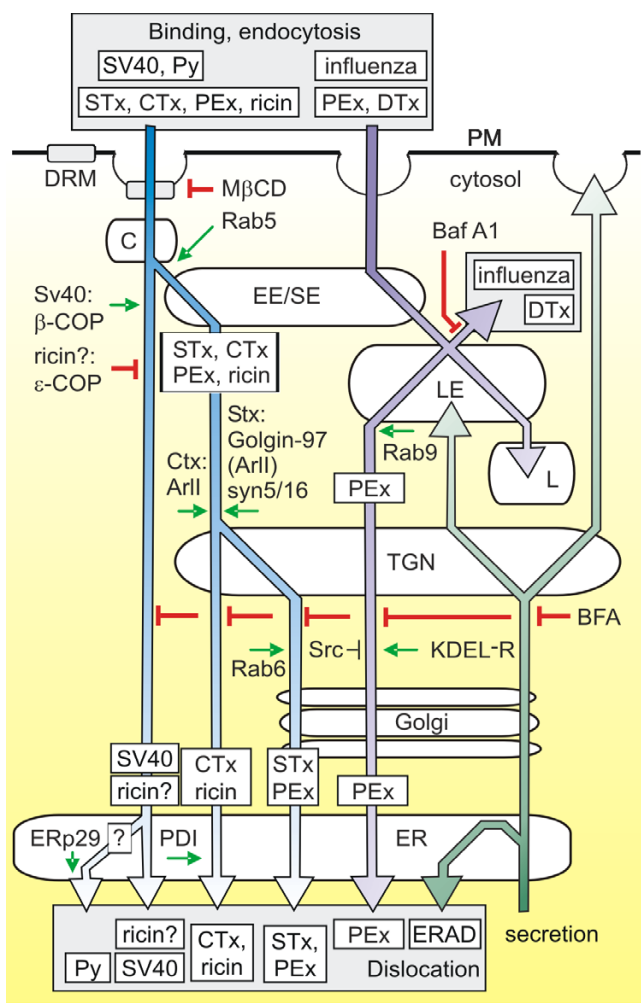 Binding, endocytosis
SV40, Py
influenza
STx, CTx, PEx, ricin
PEx, DTx
PM
DRM
cytosol
MβCD
Rab5
C
Baf A1
influenza
DTx
EE/SE
Sv40:
β-COP
ricin?:
ε-COP
STx, CTx
PEx, ricin
LE
Stx:
Golgin-97
(ArlI)
syn5/16
Ctx:
ArlI
Rab9
PEx
L
TGN
BFA
Rab6
Src
KDEL-R
Golgi
SV40
ricin?
CTx
ricin
STx
PEx
PEx
ERp29
?
PDI
ER
ricin?
Py
SV40
CTx,
ricin
STx,
PEx
PEx
ERAD
Dislocation
secretion